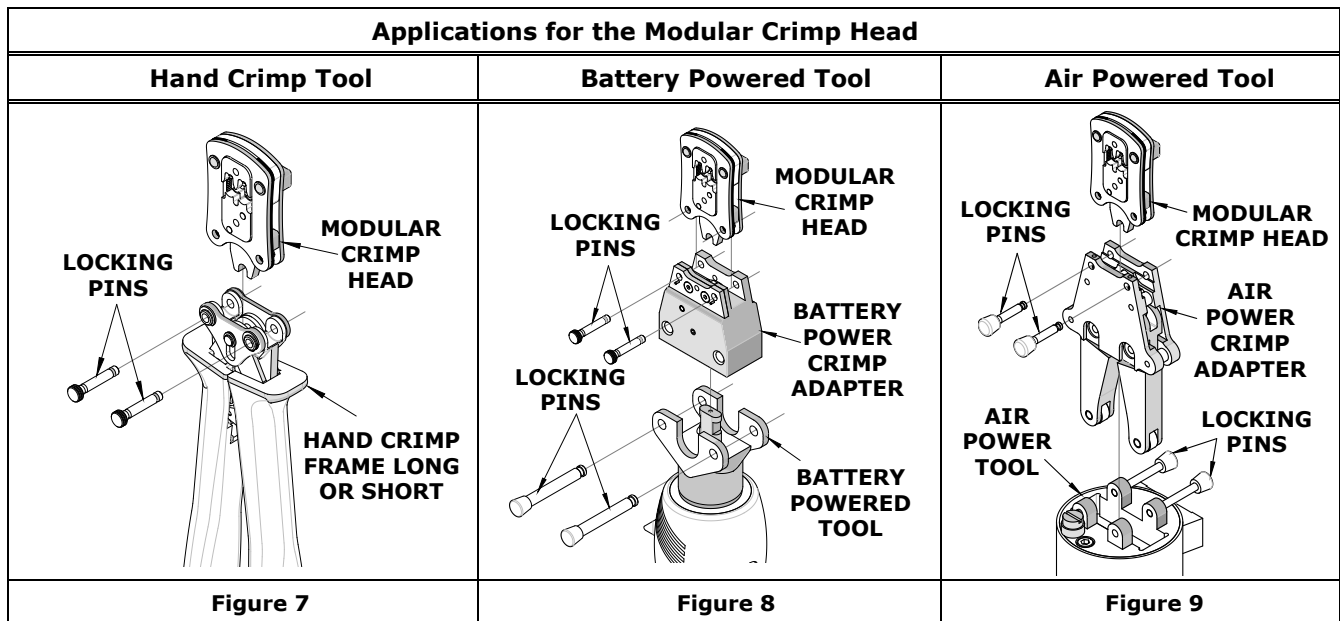 Applications for the Modular Crimp Head
Hand Crimp Tool
Battery Powered Tool
Air Powered Tool
MODULAR
CRIMP
HEAD
LOCKING
PINS
HAND CRIMP
FRAME LONG
OR SHORT
MODULAR
CRIMP
HEAD
LOCKING
PINS
BATTERY
POWER
CRIMP
ADAPTER
LOCKING
PINS
BATTERY
POWERED
TOOL
LOCKING
PINS
MODULAR
CRIMP HEAD
AIR
POWER
CRIMP
ADAPTER
AIR
POWER
TOOL
LOCKING
PINS
Figure 7
Figure 8
Figure 9